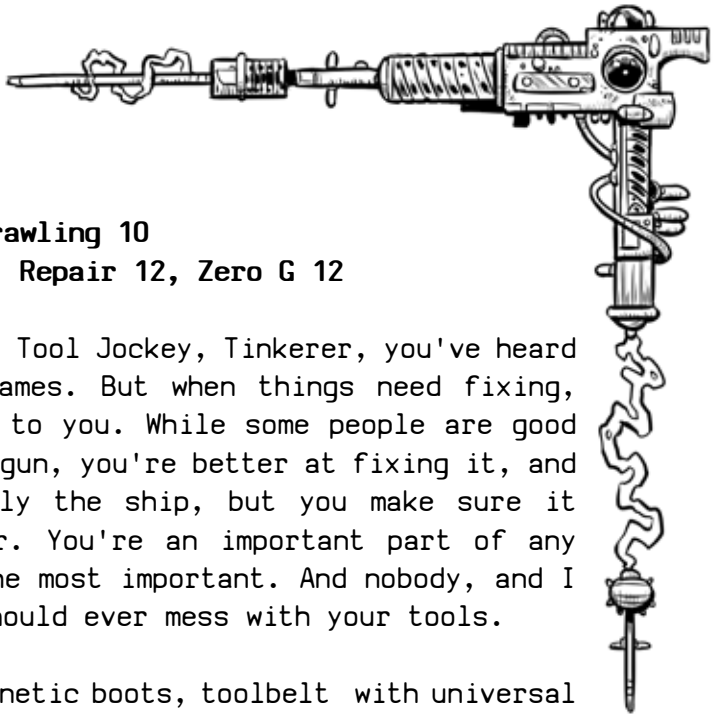 rawling 10
Repair 12, Zero G 12
Tool Jockey, Tinkerer, you've heard
ames. But when things need fixing,
to you. While some people are good
gun, you're better at fixing it, and
ly the ship, but you make sure it
r. You're an important part of any
he most important. And nobody, and I
hould ever mess with your tools.
netic boots, toolbelt with universal